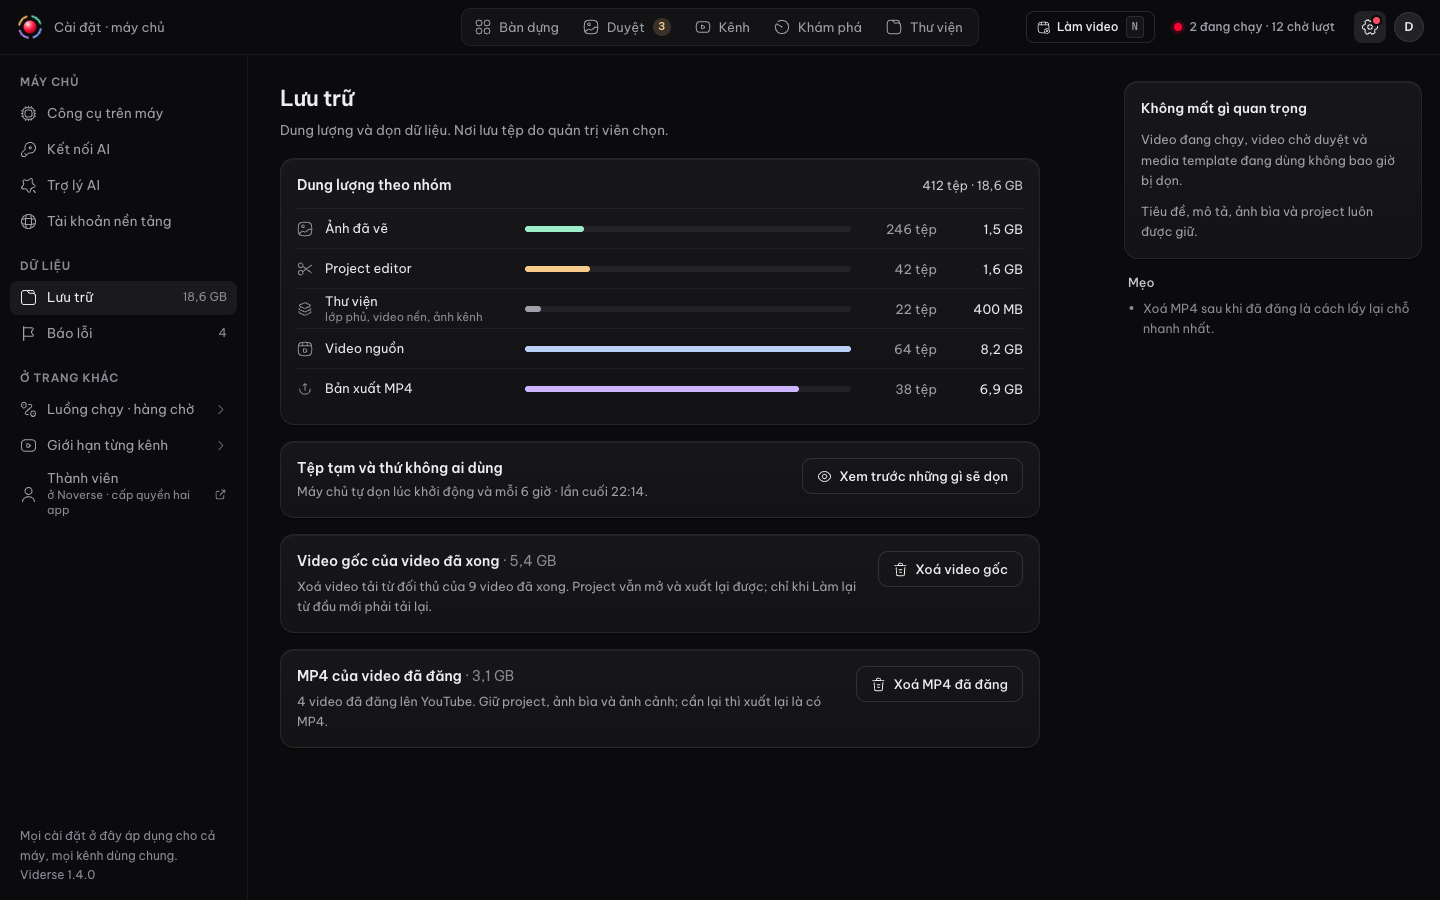 Cài đặt · máy chủ
Bàn dựng
Duyệt 3
Kênh
Khám phá
Thư viện
Làm video N
2 đang chạy · 12 chờ lượt
D
MÁY CHỦ
Công cụ trên máy
Kết nối AI
Trợ lý AI
Tài khoản nền tảng
DỮ LIỆU
Lưu trữ 18,6 GB
Báo lỗi 4
Ở TRANG KHÁC
Luồng chạy · hàng chờ
Giới hạn từng kênh
Thành viên
ở Noverse · cấp quyền hai
app
Mọi cài đặt ở đây áp dụng cho cả
máy, mọi kênh dùng chung.
Viderse 1.4.0
Lưu trữ
Dung lượng và dọn dữ liệu. Nơi lưu tệp do quản trị viên chọn.
Dung lượng theo nhóm 412 tệp · 18,6 GB
Ảnh đã vẽ 246 tệp 1,5 GB
Project editor 42 tệp 1,6 GB
Thư viện 22 tệp 400 MB
lớp phủ, video nền, ảnh kênh
Video nguồn 64 tệp 8,2 GB
Bản xuất MP4 38 tệp 6,9 GB
Tệp tạm và thứ không ai dùng
Máy chủ tự dọn lúc khởi động và mỗi 6 giờ · lần cuối 22:14.
Xem trước những gì sẽ dọn
Video gốc của video đã xong · 5,4 GB
Xoá video tải từ đối thủ của 9 video đã xong. Project vẫn mở và xuất lại được; chỉ khi Làm lại
từ đầu mới phải tải lại.
Xoá video gốc
MP4 của video đã đăng · 3,1 GB
4 video đã đăng lên YouTube. Giữ project, ảnh bìa và ảnh cảnh; cần lại thì xuất lại là có
MP4.
Xoá MP4 đã đăng
Không mất gì quan trọng
Video đang chạy, video chờ duyệt và
media template đang dùng không bao giờ
bị dọn.
Tiêu đề, mô tả, ảnh bìa và project luôn
được giữ.
Mẹo
• Xoá MP4 sau khi đã đăng là cách lấy lại chỗ
nhanh nhất.